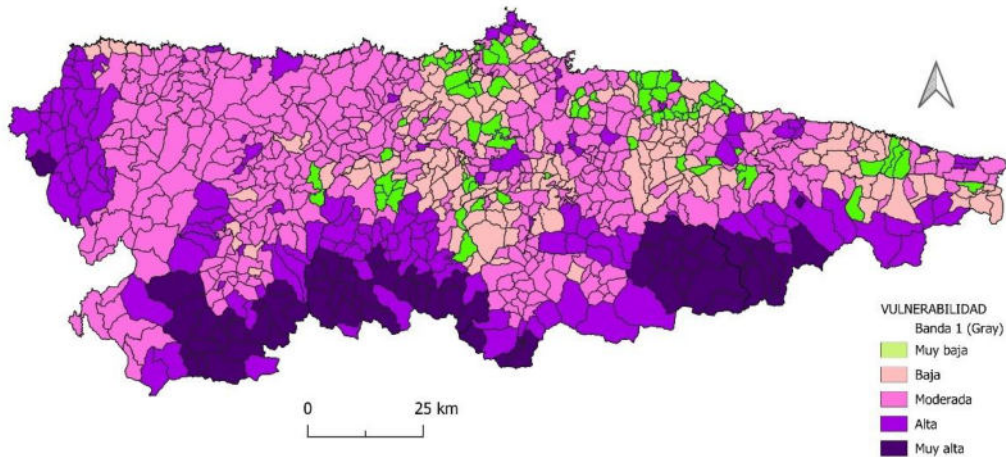 VULNERABILIDAD
Banda 1 (Gray)
Muy baja
Baja
Moderada
Alta
Muy alta
0 25 km